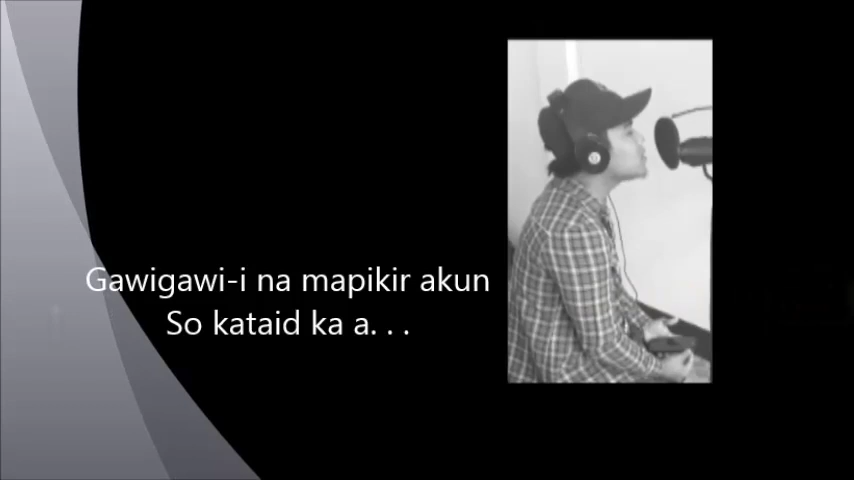 Gawigawi-i na mapikir akun
So kataid ka a. . .